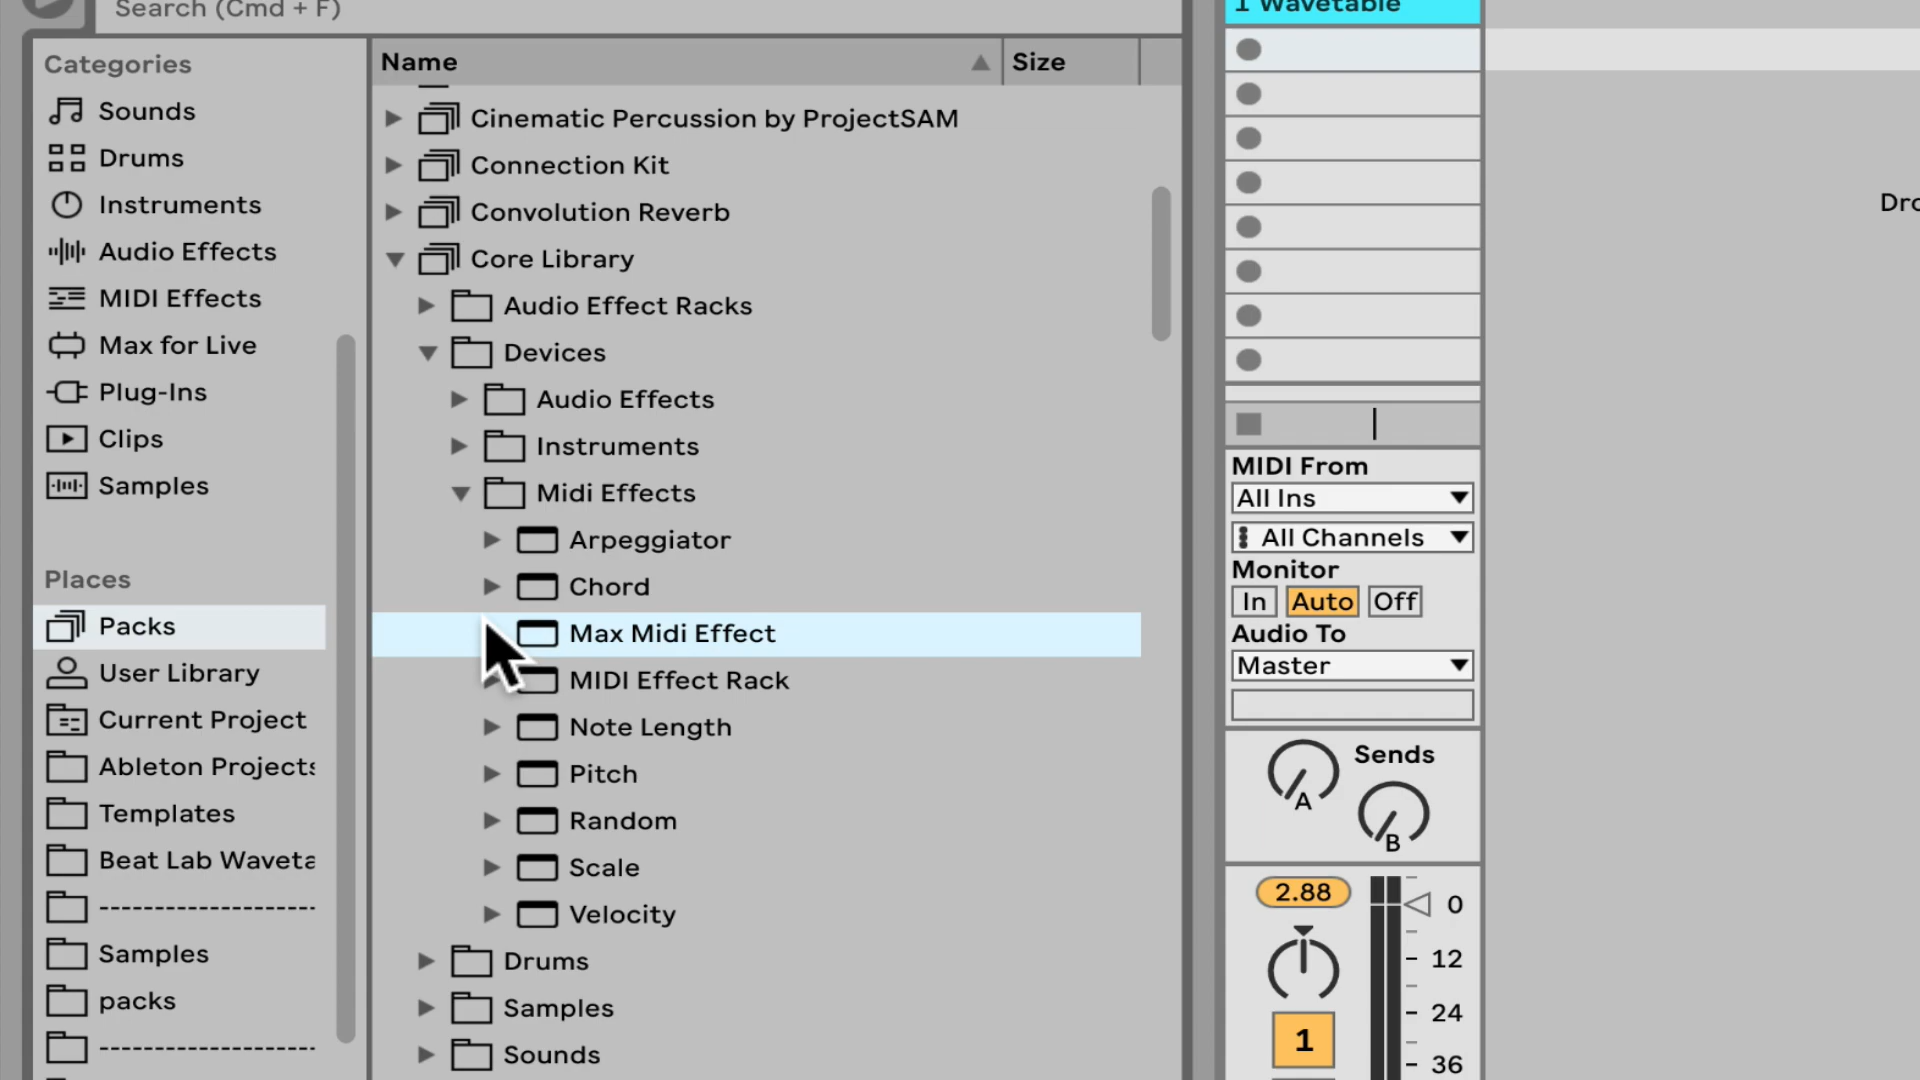 Search (Cmd + F)
Categories
Sounds
Drums
Instruments
Audio Effects
MIDI Effects
Max for Live
Plug-Ins
Clips
Samples
Places
Packs
User Library
Current Project
Ableton Projects
Templates
Beat Lab Waveta
--------------------
Samples
packs
--------------------
Name
Size
Cinematic Percussion by ProjectSAM
Connection Kit
Convolution Reverb
Core Library
Audio Effect Racks
Devices
Audio Effects
Instruments
Midi Effects
Arpeggiator
Chord
Max Midi Effect
MIDI Effect Rack
Note Length
Pitch
Random
Scale
Velocity
Drums
Samples
Sounds
1 Wavetable
MIDI From
All Ins
All Channels
Monitor
In Auto Off
Audio To
Master
Sends
A
B
2.88
0
12
24
36
1
Dro